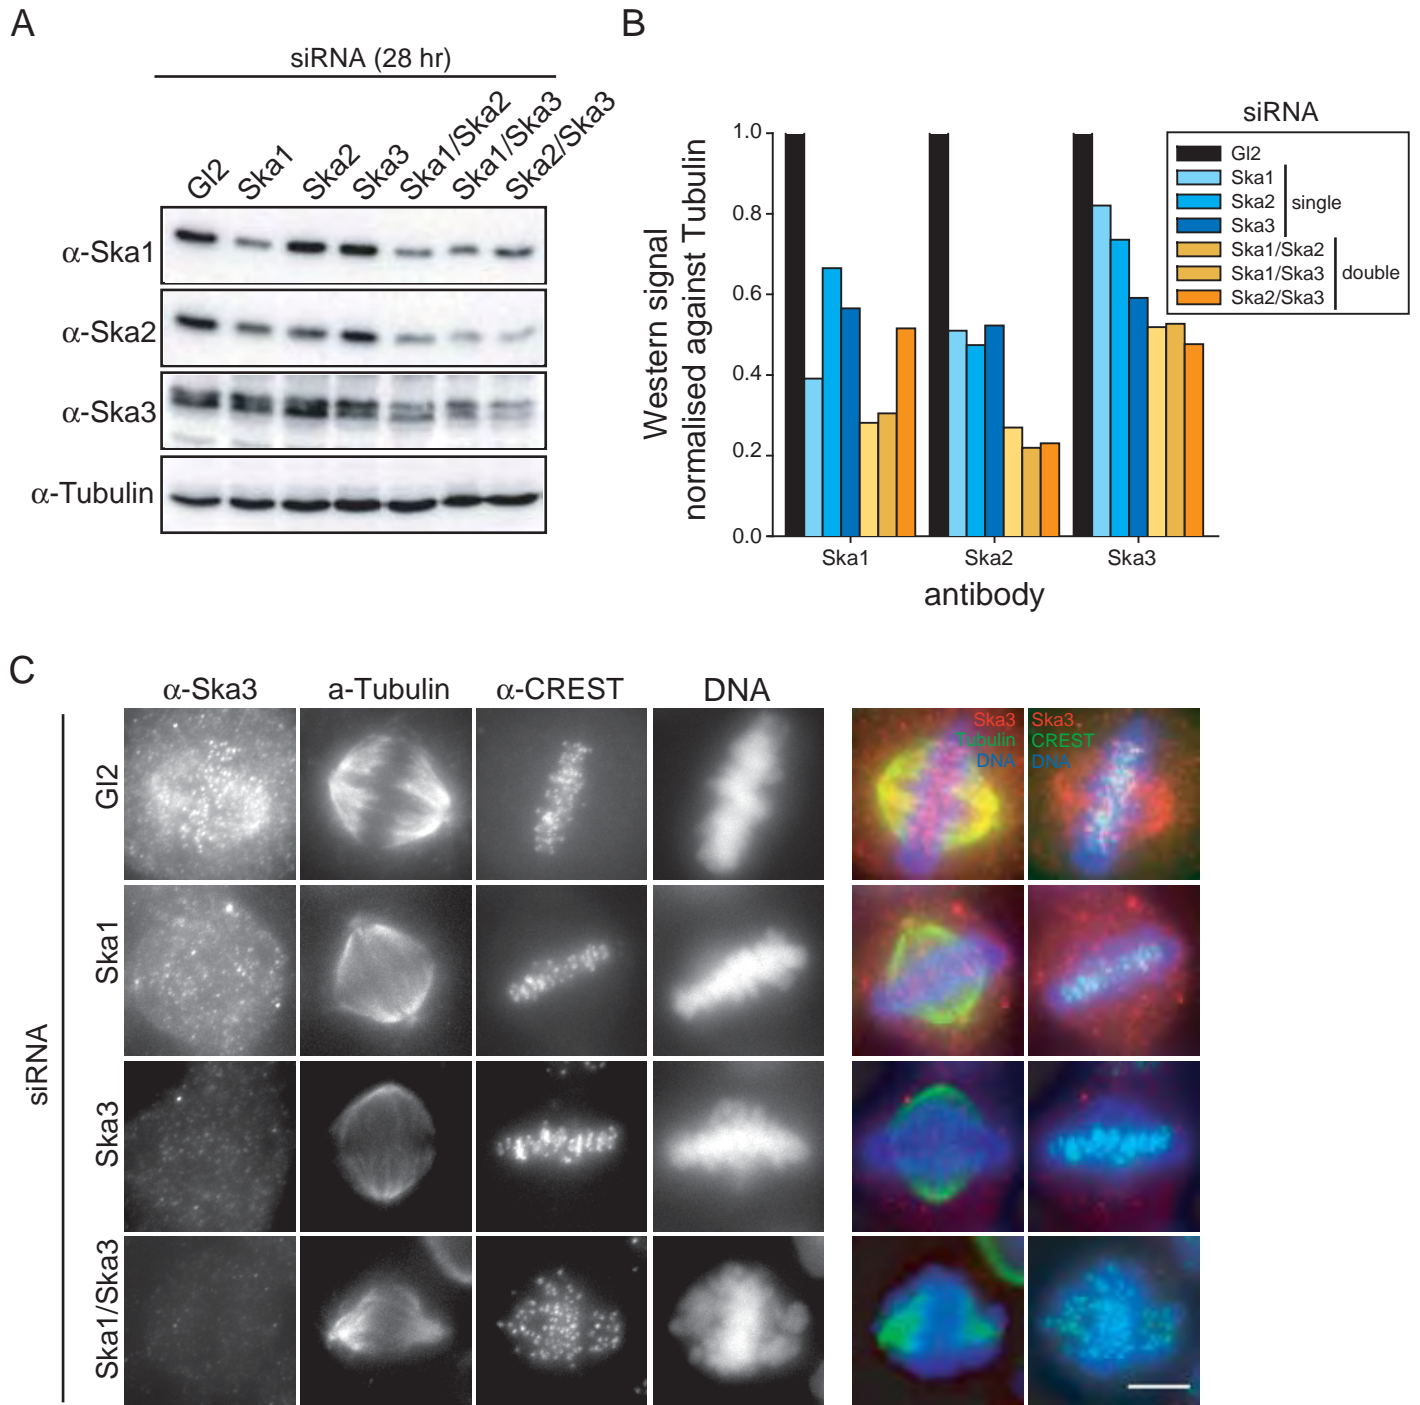 A
siRNA (28 hr)
Gl2
Ska1
Ska2
Ska3
Ska1/Ska2
Ska1/Ska3
Ska2/Ska3
α-Ska1
α-Ska2
α-Ska3
α-Tubulin
B
Western signal
normalised against Tubulin
1.0
0.8
0.6
0.4
0.2
0.0
Ska1
Ska2
Ska3
antibody
siRNA
Gl2
Ska1
Ska2
Ska3
single
Ska1/Ska2
Ska1/Ska3
Ska2/Ska3
double
C
α-Ska3
a-Tubulin
α-CREST
DNA
siRNA
Gl2
Ska1
Ska3
Ska1/Ska3
Ska3
Tubulin
DNA
Ska3
CREST
DNA